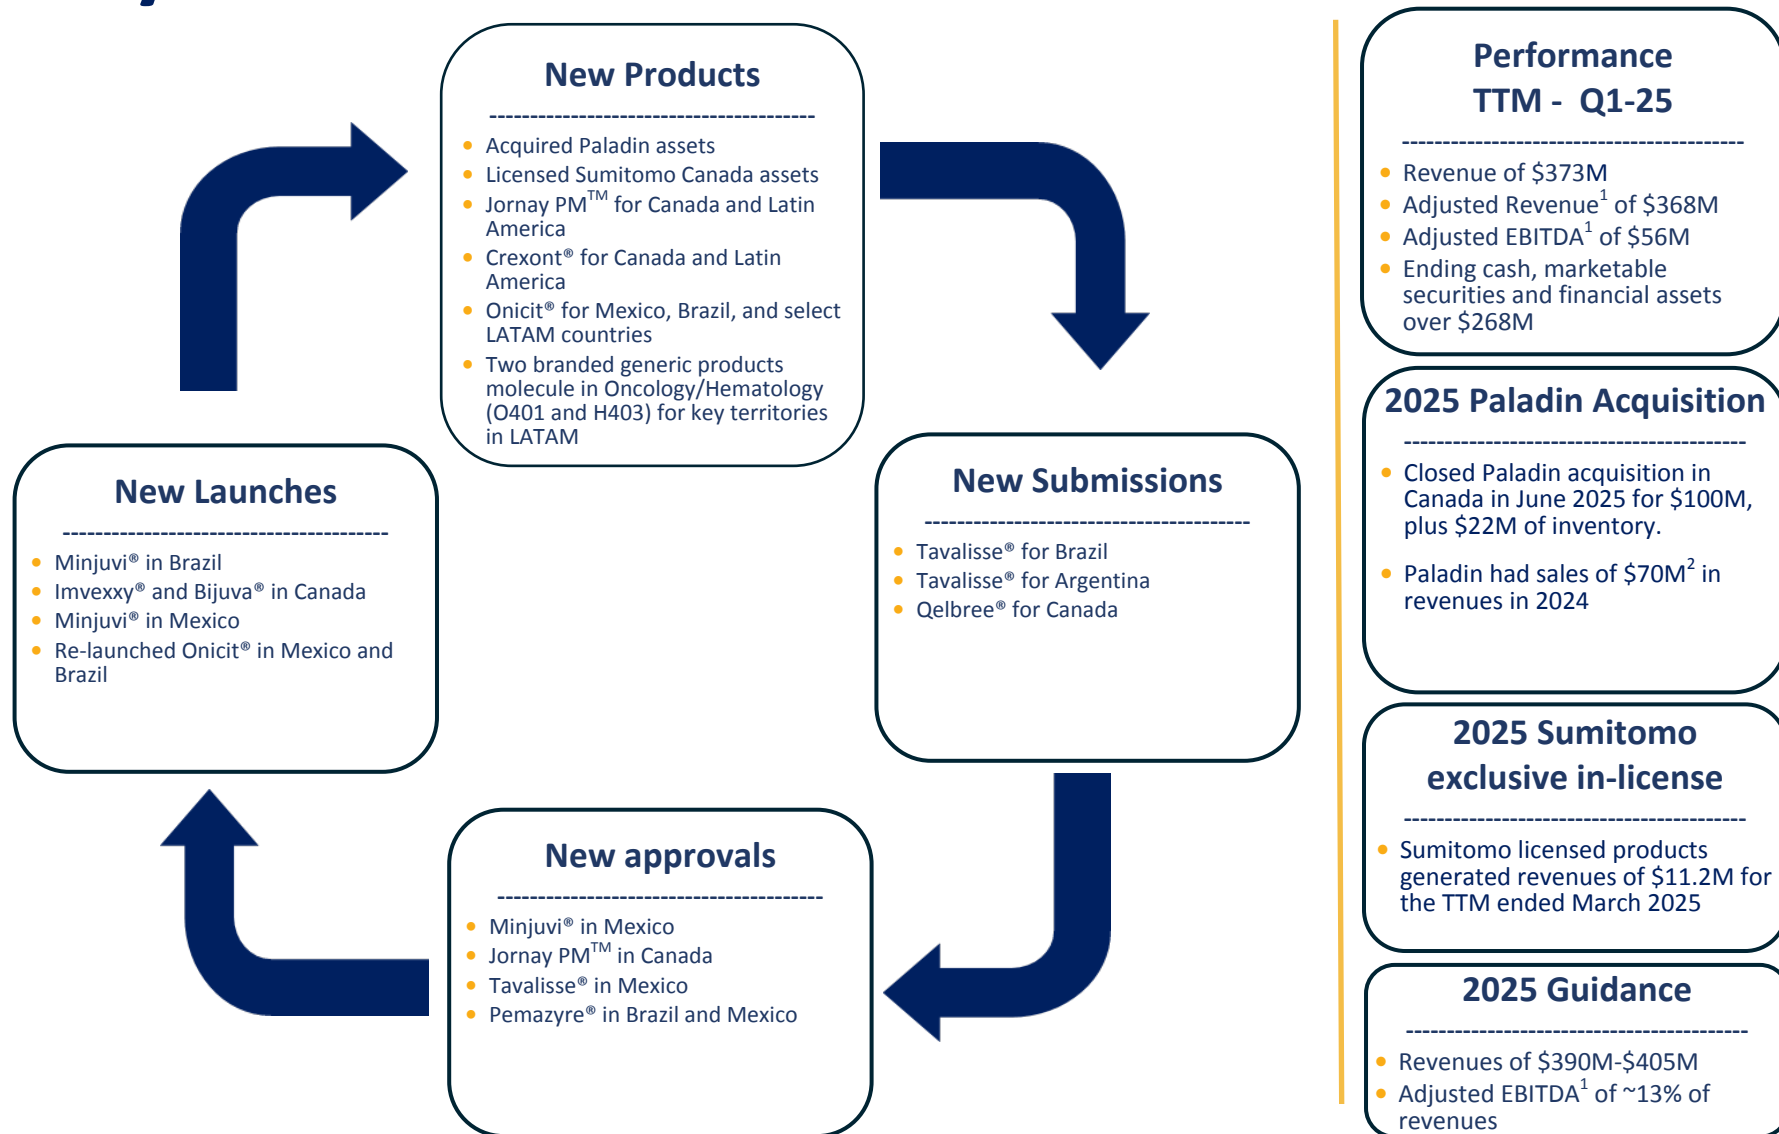 New Products
----------------------------------------
• Acquired Paladin assets
• Licensed Sumitomo Canada assets
• Jornay PM™ for Canada and Latin
America
• Crexont® for Canada and Latin
America
• Onicit® for Mexico, Brazil, and select
LATAM countries
• Two branded generic products
molecule in Oncology/Hematology
(O401 and H403) for key territories
in LATAM
New Submissions
----------------------------------------
• Tavalisse® for Brazil
• Tavalisse® for Argentina
• Qelbree® for Canada
New approvals
----------------------------------------
• Minjuvi® in Mexico
• Jornay PM™ in Canada
• Tavalisse® in Mexico
• Pemazyre® in Brazil and Mexico
New Launches
----------------------------------------
• Minjuvi® in Brazil
• Imvexxy® and Bijuva® in Canada
• Minjuvi® in Mexico
• Re-launched Onicit® in Mexico and
Brazil
Performance
TTM - Q1-25
------------------------------------------
• Revenue of $373M
• Adjusted Revenue¹ of $368M
• Adjusted EBITDA¹ of $56M
• Ending cash, marketable
securities and financial assets
over $268M
2025 Paladin Acquisition
------------------------------------------
• Closed Paladin acquisition in
Canada in June 2025 for $100M,
plus $22M of inventory.
• Paladin had sales of $70M² in
revenues in 2024
2025 Sumitomo
exclusive in-license
------------------------------------------
• Sumitomo licensed products
generated revenues of $11.2M for
the TTM ended March 2025
2025 Guidance
------------------------------------------
• Revenues of $390M-$405M
• Adjusted EBITDA¹ of ~13% of
revenues